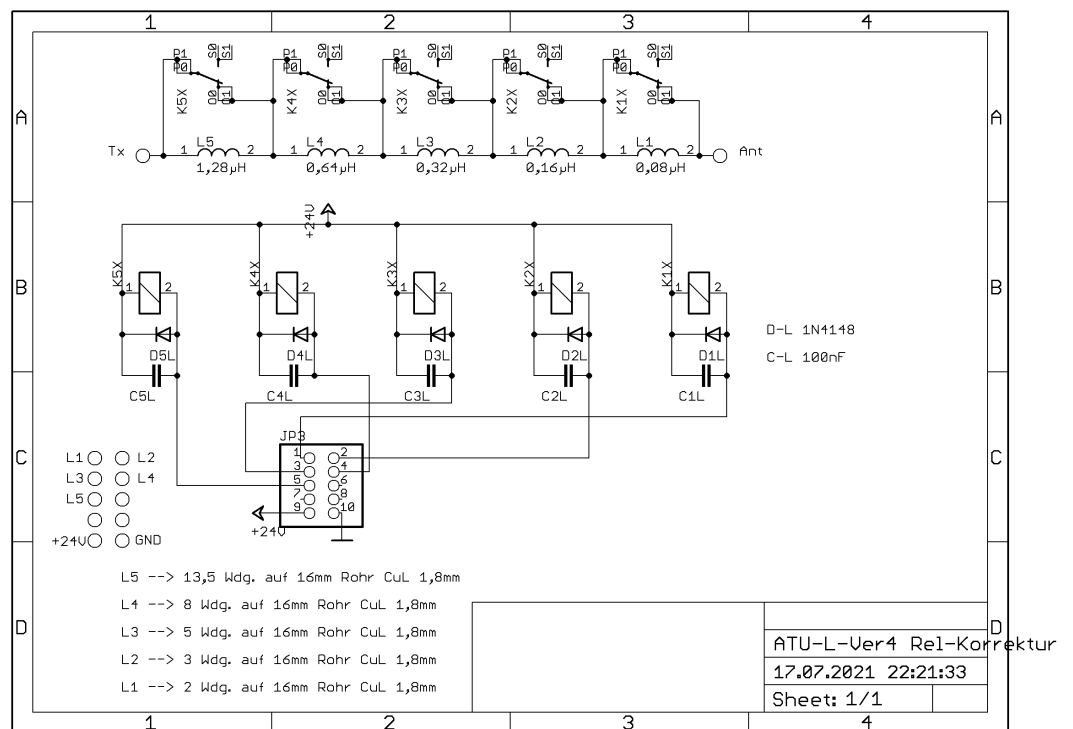 1 2 3 4
A A
P1 S0 S1 P1 S0 S1 P1 S0 S1 P1 S0 S1 P1 S0 S1
P0 P0 P0 P0 P0
K5X K4X K3X K2X K1X
O0 O1 O0 O1 O0 O1 O0 O1 O0 O1
L5 L4 L3 L2 L1
Tx 1 2 1 2 1 2 1 2 1 2 Ant
1,28µH 0,64µH 0,32µH 0,16µH 0,08µH
+24V
K5X K4X K3X K2X K1X
B 1 2 1 2 1 2 1 2 1 2 B
D-L 1N4148
D5L D4L D3L D2L D1L
C-L 100nF
C5L C4L C3L C2L C1L
JP3
C C
L1 L2
L3 L4
L5
+24V GND
1 2
3 4
5 6
7 8
9 10
+24V
L5 --> 13,5 Wdg. auf 16mm Rohr CuL 1,8mm
L4 --> 8 Wdg. auf 16mm Rohr CuL 1,8mm
D D
L3 --> 5 Wdg. auf 16mm Rohr CuL 1,8mm
L2 --> 3 Wdg. auf 16mm Rohr CuL 1,8mm
L1 --> 2 Wdg. auf 16mm Rohr CuL 1,8mm
ATU-L-Ver4 Rel-Korrektur
17.07.2021 22:21:33
Sheet: 1/1
1 2 3 4